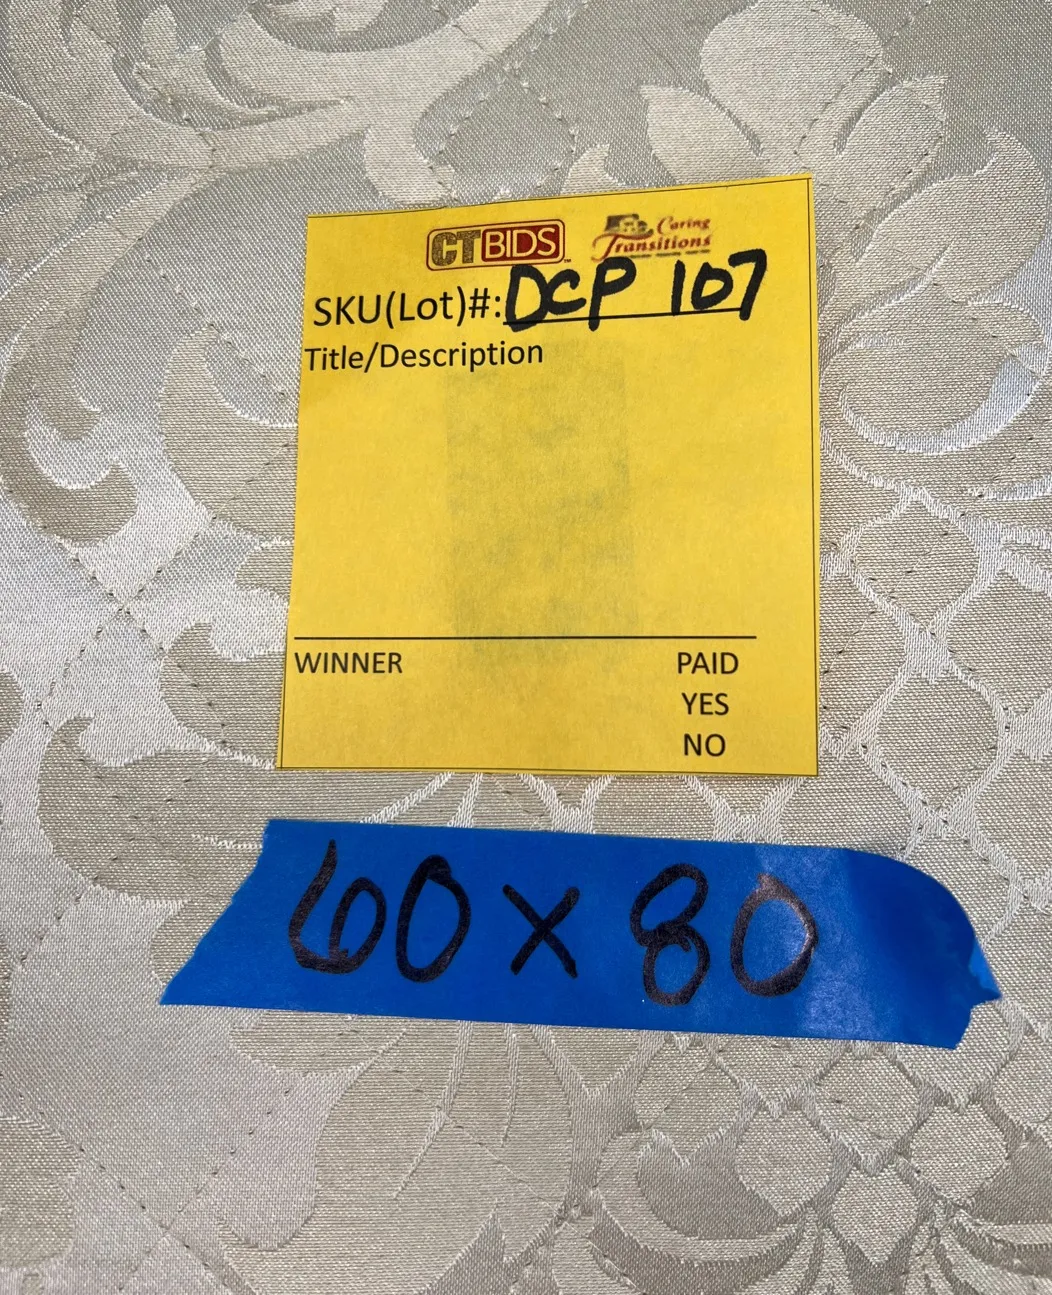 CTBIDS
Caring
Transitions
SKU(Lot)#: DCP 107
Title/Description
WINNER PAID
YES
NO
60 x 80